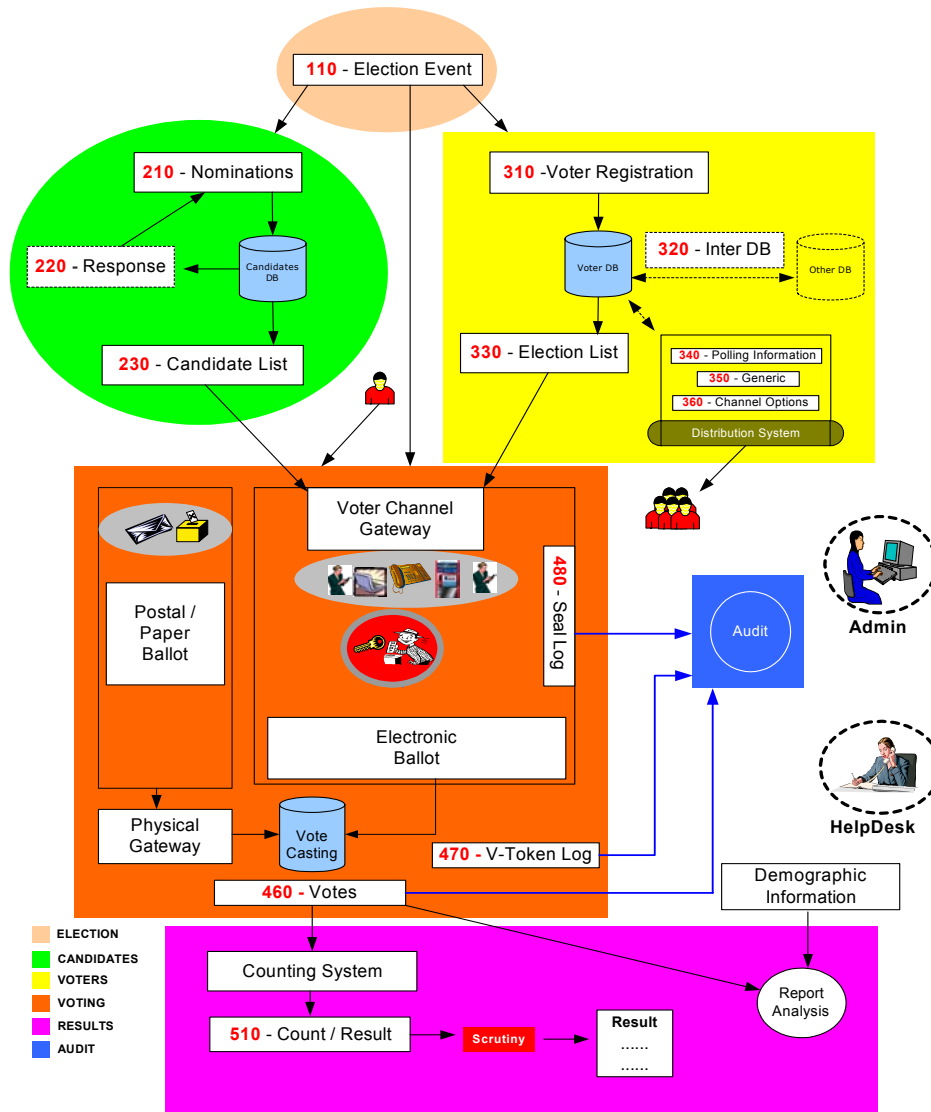 110 - Election Event
210 - Nominations
310 -Voter Registration
220 - Response
Candidates
DB
Voter DB
320 - Inter DB
Other DB
230 - Candidate List
330 - Election List
340 - Polling Information
350 - Generic
360 - Channel Options
Distribution System
Voter Channel
Gateway
Postal /
Paper
Ballot
480 - Seal Log
Audit
Admin
Electronic
Ballot
HelpDesk
Physical
Gateway
Vote
Casting
470 - V-Token Log
460 - Votes
Demographic
Information
ELECTION
CANDIDATES
VOTERS
VOTING
RESULTS
AUDIT
Counting System
Report
Analysis
510 - Count / Result
Scrutiny
Result
......
......